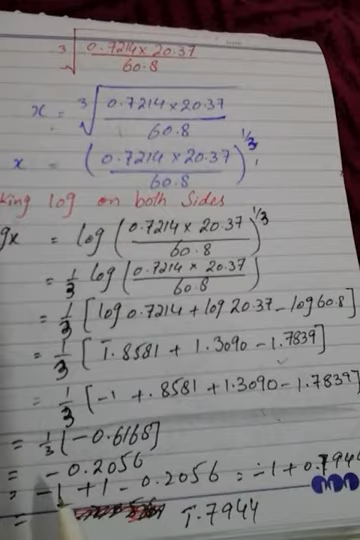 ∛(0.7214 × 20.37 / 60.8)
x = ∛(0.7214 × 20.37 / 60.8)
x = (0.7214 × 20.37 / 60.8)^1/3
king log on both Sides
gx = log (0.7214 × 20.37 / 60.8)^1/3
= 1/3 log (0.7214 × 20.37 / 60.8)
= 1/3 [log 0.7214 + log 20.37 - log 60.8]
= 1/3 [1̅.8581 + 1.3090 - 1.7839]
= 1/3 [-1 + .8581 + 1.3090 - 1.7839]
= 1/3 [-0.6168]
= -0.2056
= -1 + 1 - 0.2056 = -1 + 0.7944
= 1̅.7944